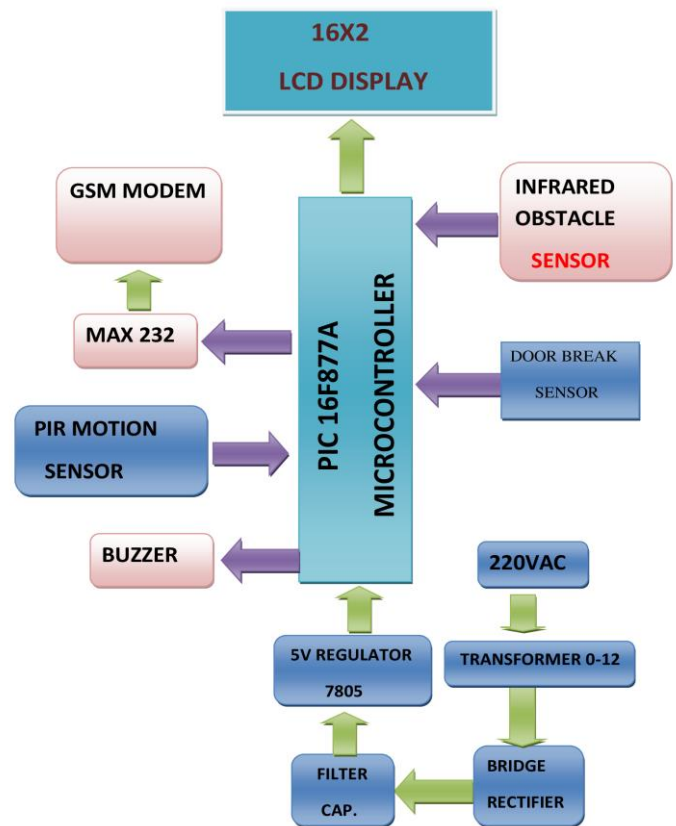 16X2
LCD DISPLAY
GSM MODEM
INFRARED
OBSTACLE
SENSOR
MAX 232
PIC 16F877A
MICROCONTROLLER
DOOR BREAK
SENSOR
PIR MOTION
SENSOR
BUZZER
220VAC
5V REGULATOR
7805
TRANSFORMER 0-12
FILTER
CAP.
BRIDGE
RECTIFIER